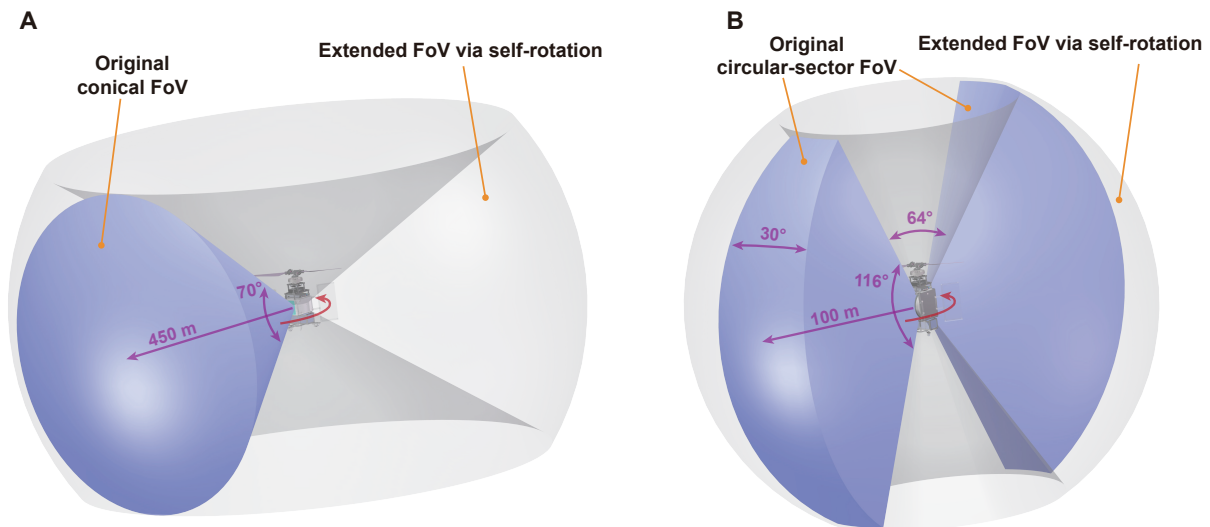 A
Original
conical FoV
Extended FoV via self-rotation
70°
450 m
B
Original
circular-sector FoV
Extended FoV via self-rotation
30°
64°
116°
100 m